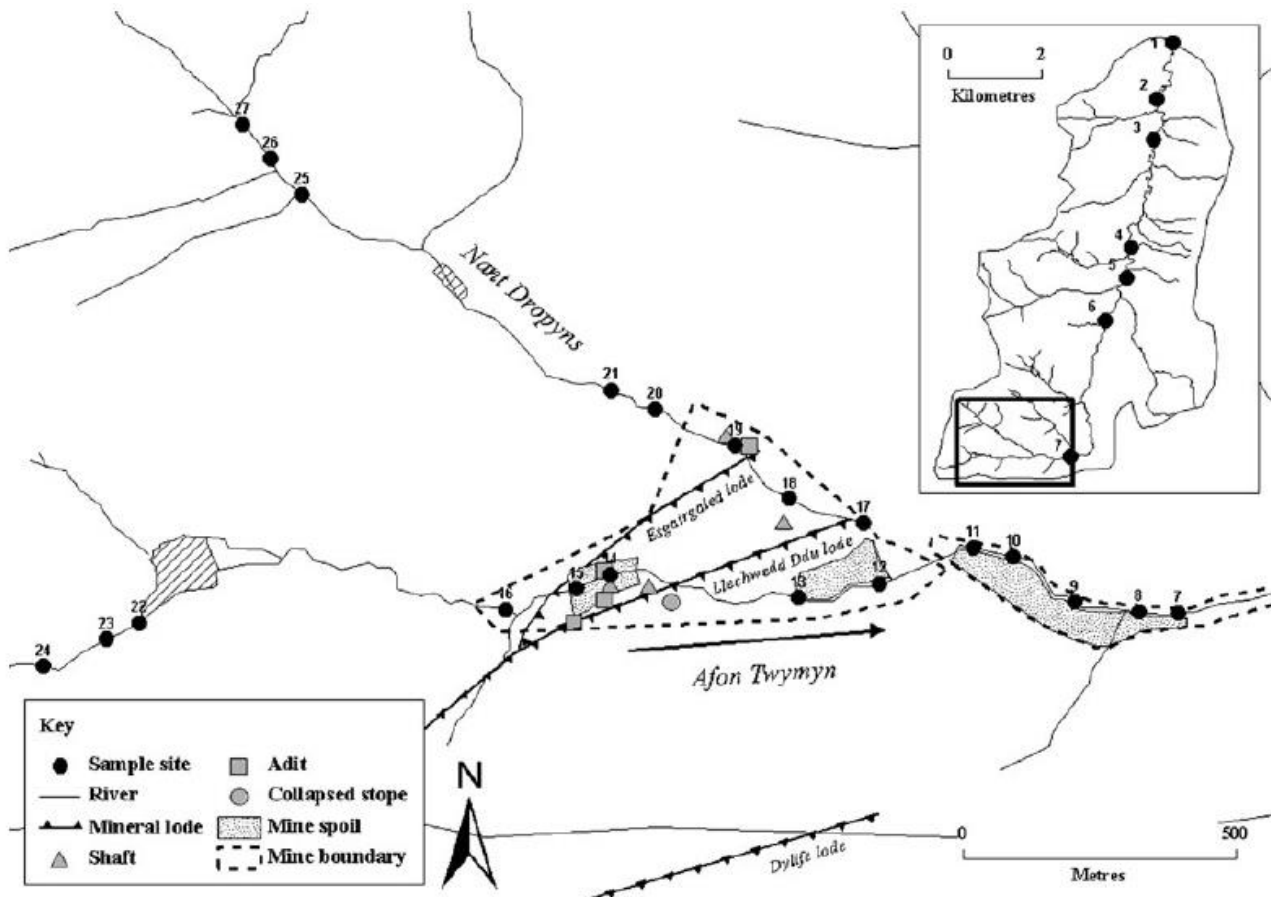 0 2
Kilometres
1
2
3
4
5
6
7
27
26
25
Nant Dropyns
21
20
19
18
17
Esgairgaled lode
Llechwedd Ddu lode
11
10
9
8
7
14
15
16
13
12
22
23
24
Afon Twymyn
N
Dylife lode
0 500
Metres
Key
Sample site
Adit
River
Collapsed stope
Mineral lode
Mine spoil
Shaft
Mine boundary